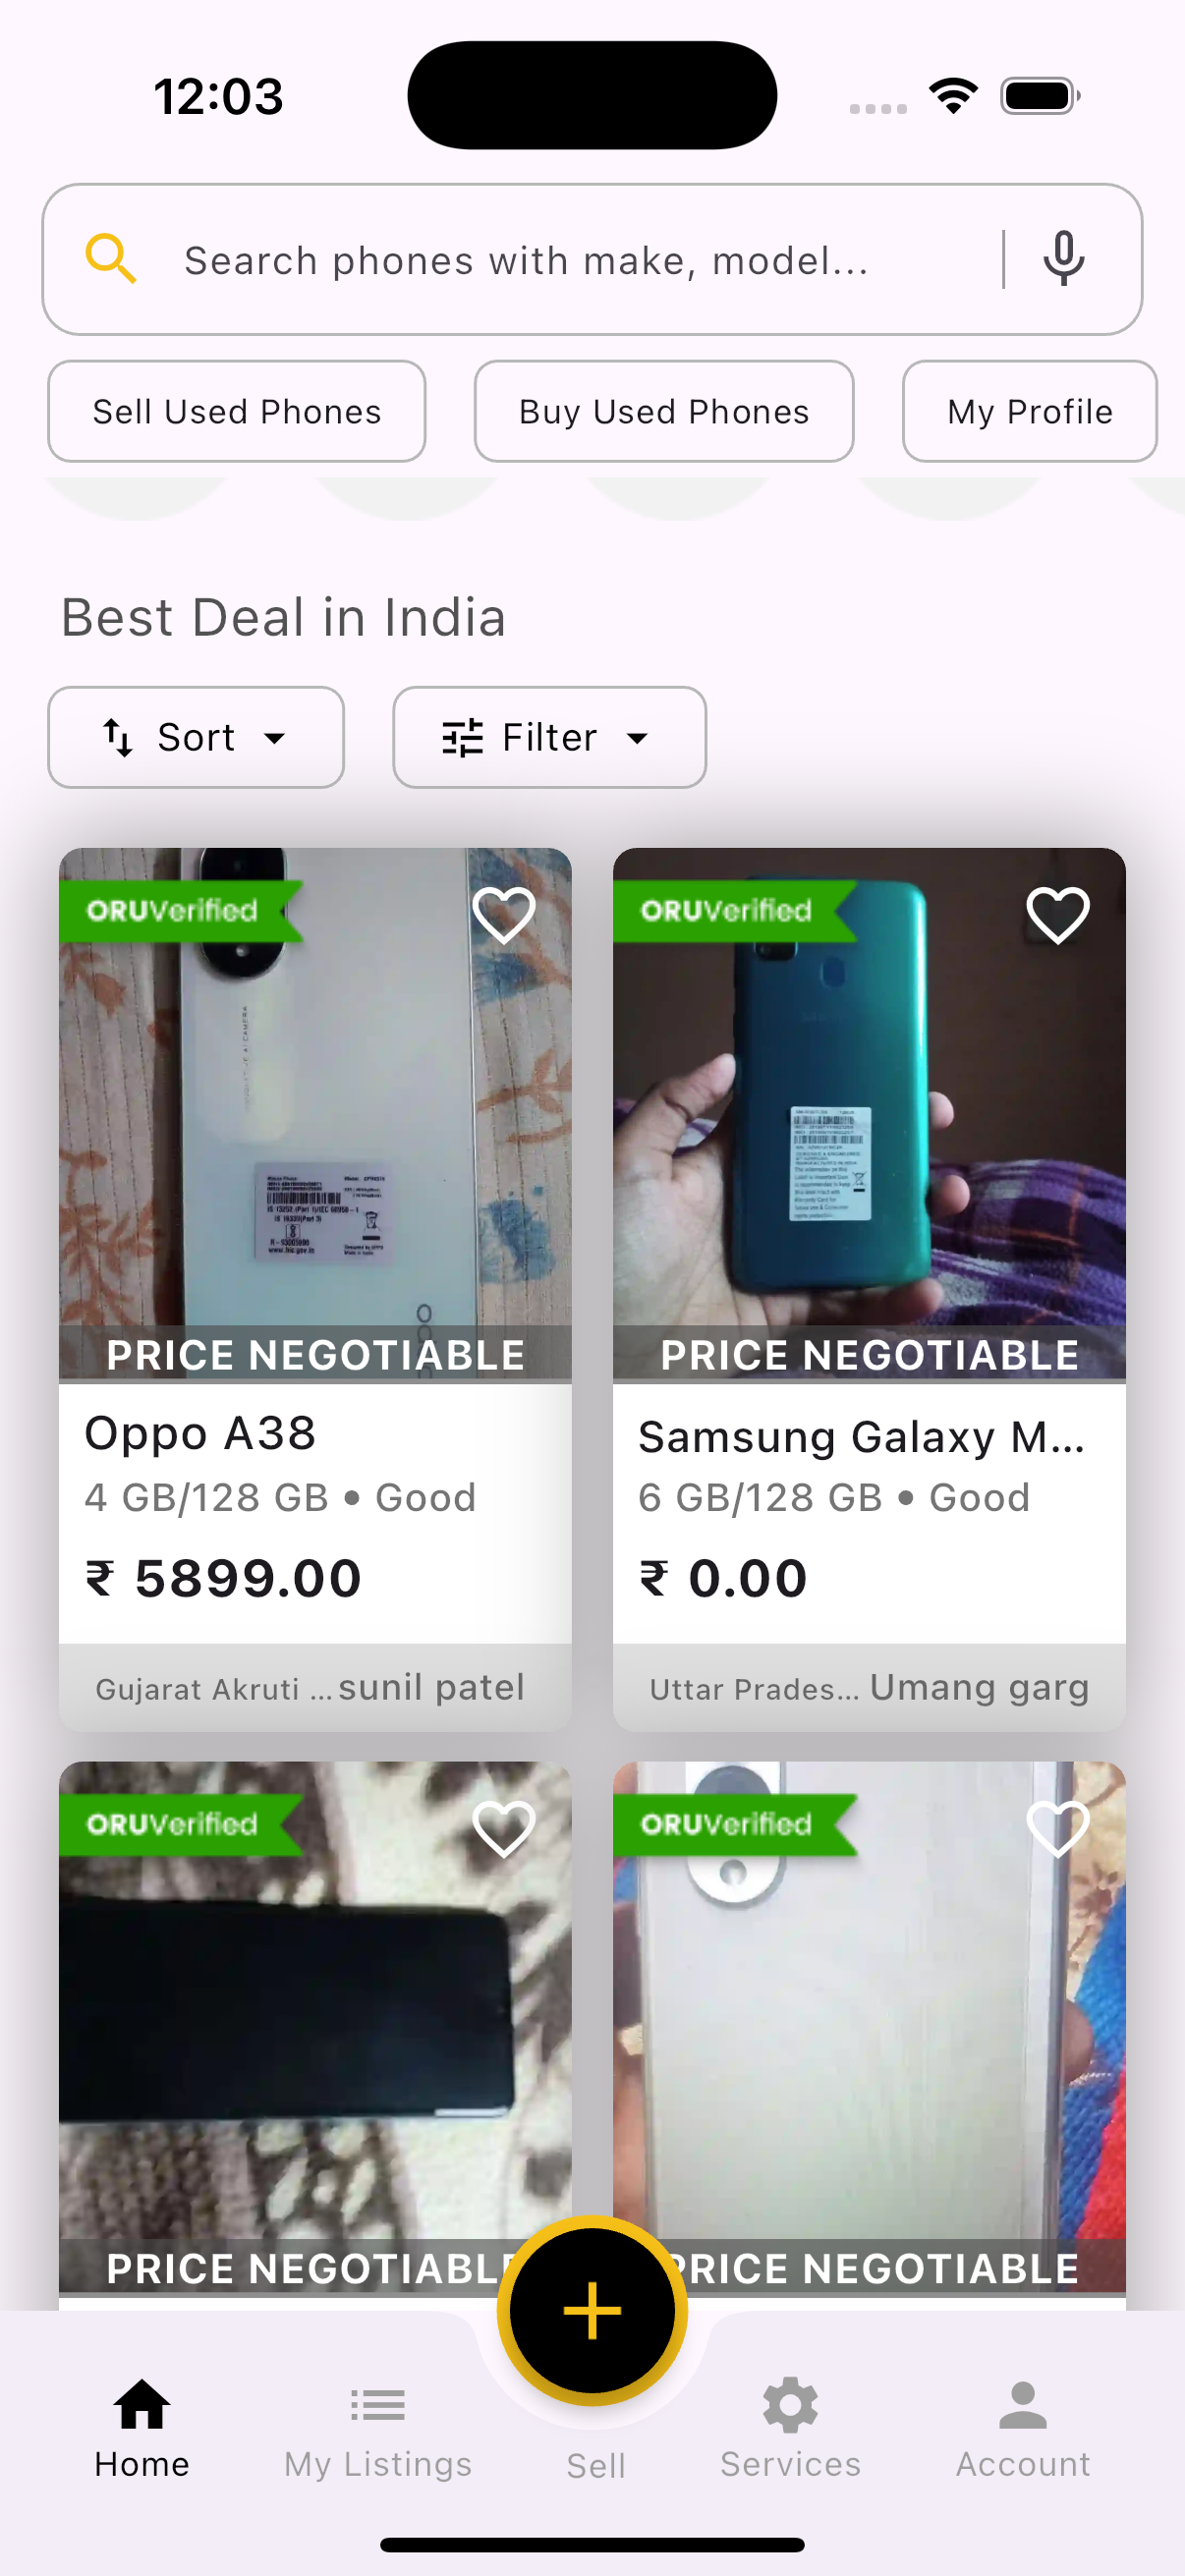 12:03
Search phones with make, model...
Sell Used Phones
Buy Used Phones
My Profile
Best Deal in India
Sort
Filter
ORUVerified
ORUVerified
PRICE NEGOTIABLE
PRICE NEGOTIABLE
Oppo A38
4 GB/128 GB • Good
₹ 5899.00
Gujarat Akruti ... sunil patel
Samsung Galaxy M...
6 GB/128 GB • Good
₹ 0.00
Uttar Prades... Umang garg
ORUVerified
ORUVerified
PRICE NEGOTIABLE
PRICE NEGOTIABLE
Home
My Listings
Sell
Services
Account